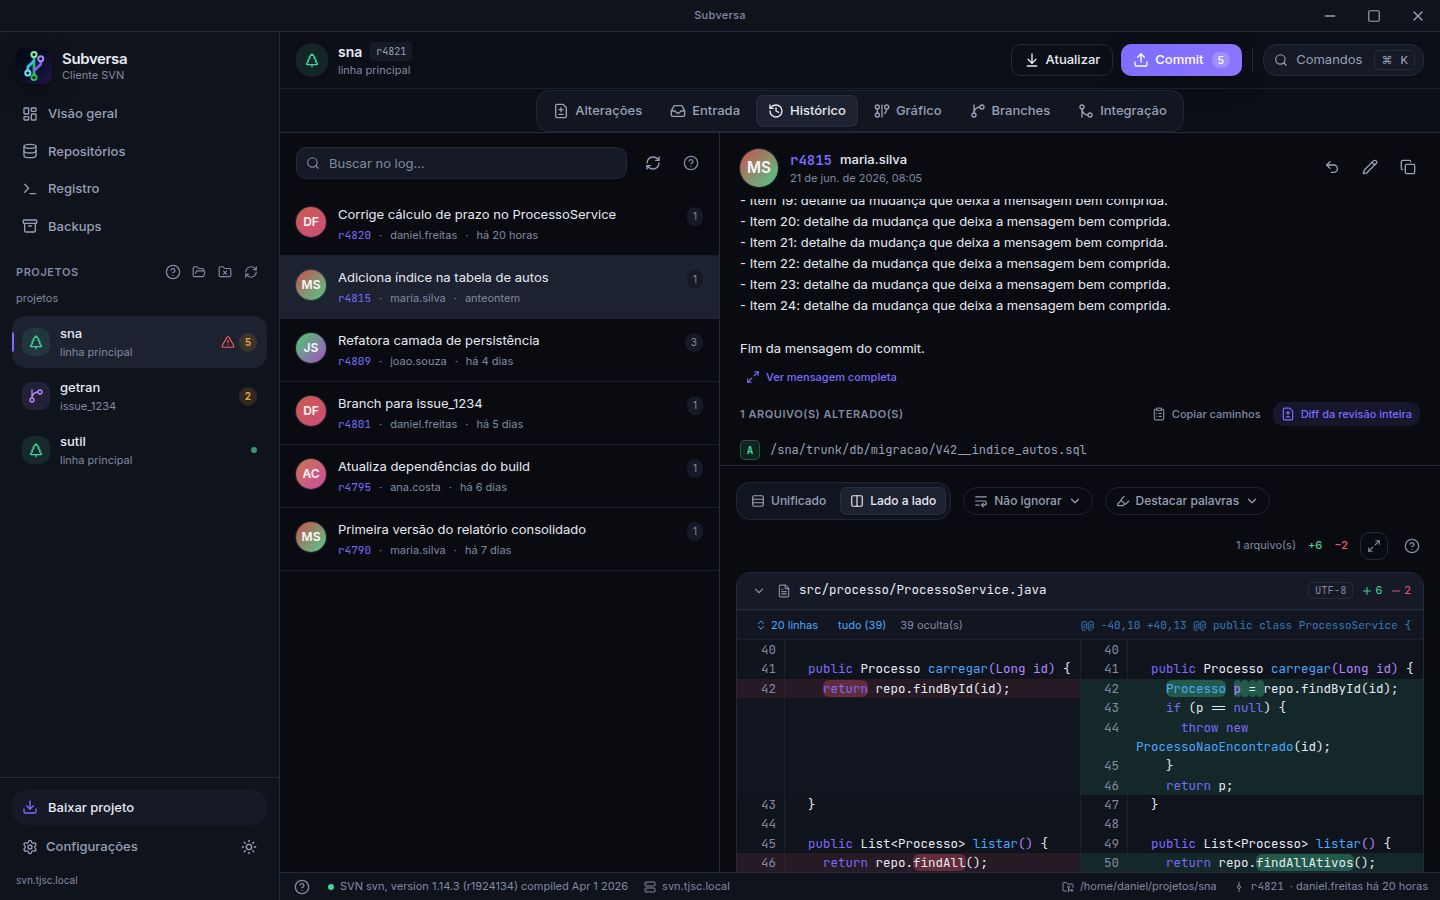 Subversa
Subversa
Cliente SVN
Visão geral
Repositórios
Registro
Backups
PROJETOS
projetos
sna
linha principal
5
getran
issue_1234
2
sutil
linha principal
Baixar projeto
Configurações
svn.tjsc.local
sna r4821
linha principal
Atualizar
Commit 5
Comandos ⌘ K
Alterações
Entrada
Histórico
Gráfico
Branches
Integração
Buscar no log...
DF
Corrige cálculo de prazo no ProcessoService
1
r4820 · daniel.freitas · há 20 horas
MS
Adiciona índice na tabela de autos
1
r4815 · maria.silva · anteontem
JS
Refatora camada de persistência
3
r4809 · joao.souza · há 4 dias
DF
Branch para issue_1234
1
r4801 · daniel.freitas · há 5 dias
AC
Atualiza dependências do build
1
r4795 · ana.costa · há 6 dias
MS
Primeira versão do relatório consolidado
1
r4790 · maria.silva · há 7 dias
MS
r4815 maria.silva
21 de jun. de 2026, 08:05
- Item 19: detalhe da mudança que deixa a mensagem bem comprida.
- Item 20: detalhe da mudança que deixa a mensagem bem comprida.
- Item 21: detalhe da mudança que deixa a mensagem bem comprida.
- Item 22: detalhe da mudança que deixa a mensagem bem comprida.
- Item 23: detalhe da mudança que deixa a mensagem bem comprida.
- Item 24: detalhe da mudança que deixa a mensagem bem comprida.
Fim da mensagem do commit.
Ver mensagem completa
1 ARQUIVO(S) ALTERADO(S)
Copiar caminhos
Diff da revisão inteira
A /sna/trunk/db/migracao/V42__indice_autos.sql
Unificado
Lado a lado
Não ignorar
Destacar palavras
1 arquivo(s) +6 −2
src/processo/ProcessoService.java
UTF-8 + 6 − 2
20 linhas tudo (39) 39 oculta(s)
@@ -40,10 +40,13 @@ public class ProcessoService {
40
41 public Processo carregar(Long id) {
42 return repo.findById(id);
43 }
44
45 public List<Processo> listar() {
46 return repo.findAll();
40
41 public Processo carregar(Long id) {
42 Processo p = repo.findById(id);
43 if (p == null) {
44 throw new
ProcessoNaoEncontrado(id);
45 }
46 return p;
47 }
48
49 public List<Processo> listar() {
50 return repo.findAllAtivos();
SVN svn, version 1.14.3 (r1924134) compiled Apr 1 2026
svn.tjsc.local
/home/daniel/projetos/sna
r4821 · daniel.freitas há 20 horas